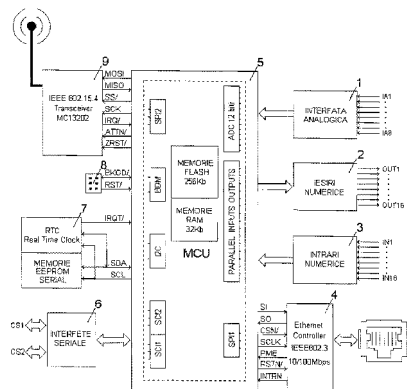 9
MOSI
MISO
SS/
SCK
IRQ/
ATTN/
ZRST/
IEEE 602.15.4
Transceiver
MC13202
8
BKGD/
RST/
7
IRQT/
RTC
Real Time Clock
MEMORIE
EEPROM
SERIAL
SDA
SCL
6
CS1
CS2
INTERFETE
SERIALE
5
SPI2
BDM
I2C
SCI2
SCI1
MEMORIE
FLASH
256Kb
MEMORIE
RAM
32Kb
MCU
ADC 12 bit
PARALLEL INPUTS OUTPUTS
SPI1
1
INTERFATA
ANALOGICA
IA1
IA8
2
IESIRI
NUMERICE
OUT1
OUT16
3
INTRARI
NUMERICE
IN1
IN16
4
SI
SO
CSN/
SCLK
PME
RSTN/
INTRN
Ethernet
Controller
IEEE602.3
10/100Mbps